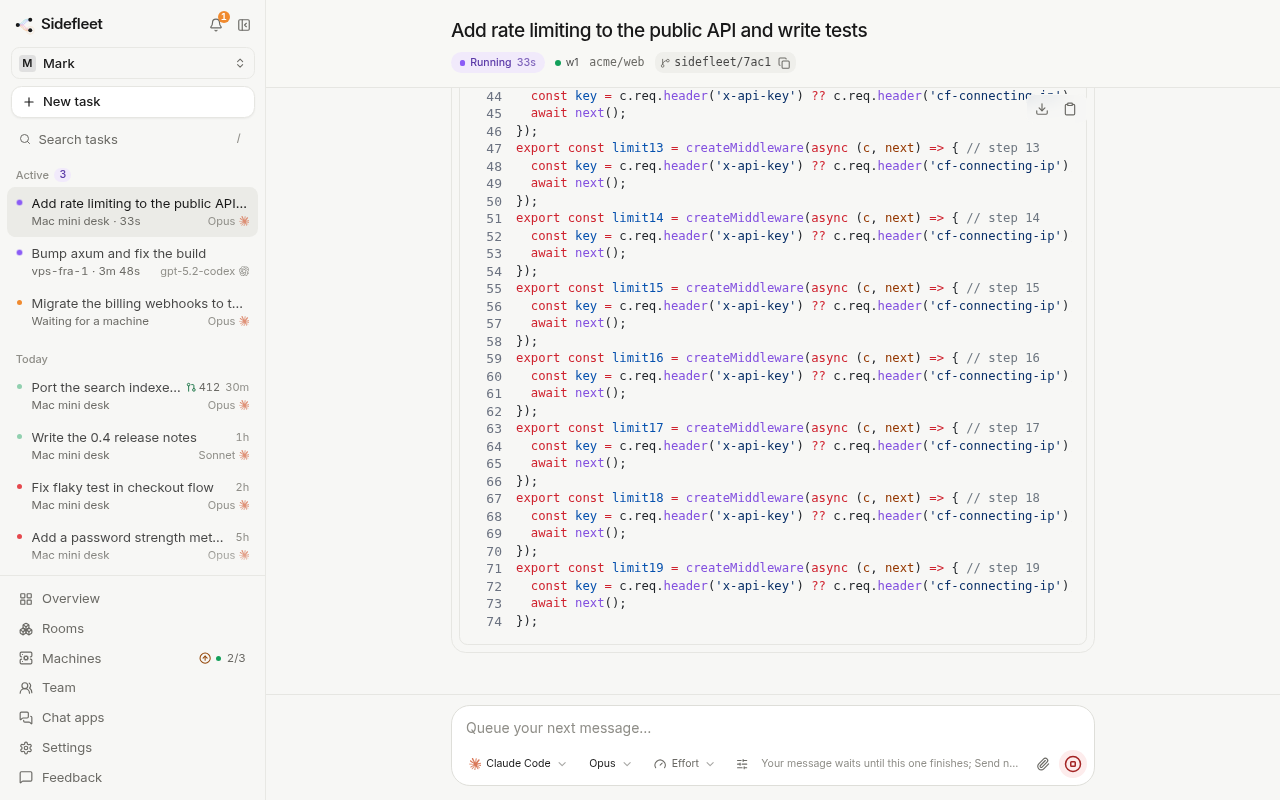 Sidefleet
1
M Mark
New task
Search tasks /
Active 3
Add rate limiting to the public API...
Mac mini desk · 33s Opus
Bump axum and fix the build
vps-fra-1 · 3m 48s gpt-5.2-codex
Migrate the billing webhooks to t...
Waiting for a machine Opus
Today
Port the search indexe... 412 30m
Mac mini desk Opus
Write the 0.4 release notes 1h
Mac mini desk Sonnet
Fix flaky test in checkout flow 2h
Mac mini desk Opus
Add a password strength met... 5h
Mac mini desk Opus
Overview
Rooms
Machines 2/3
Team
Chat apps
Settings
Feedback
Add rate limiting to the public API and write tests
Running 33s w1 acme/web sidefleet/7ac1
44 const key = c.req.header('x-api-key') ?? c.req.header('cf-connecting-ip')
45 await next();
46 });
47 export const limit13 = createMiddleware(async (c, next) => { // step 13
48 const key = c.req.header('x-api-key') ?? c.req.header('cf-connecting-ip')
49 await next();
50 });
51 export const limit14 = createMiddleware(async (c, next) => { // step 14
52 const key = c.req.header('x-api-key') ?? c.req.header('cf-connecting-ip')
53 await next();
54 });
55 export const limit15 = createMiddleware(async (c, next) => { // step 15
56 const key = c.req.header('x-api-key') ?? c.req.header('cf-connecting-ip')
57 await next();
58 });
59 export const limit16 = createMiddleware(async (c, next) => { // step 16
60 const key = c.req.header('x-api-key') ?? c.req.header('cf-connecting-ip')
61 await next();
62 });
63 export const limit17 = createMiddleware(async (c, next) => { // step 17
64 const key = c.req.header('x-api-key') ?? c.req.header('cf-connecting-ip')
65 await next();
66 });
67 export const limit18 = createMiddleware(async (c, next) => { // step 18
68 const key = c.req.header('x-api-key') ?? c.req.header('cf-connecting-ip')
69 await next();
70 });
71 export const limit19 = createMiddleware(async (c, next) => { // step 19
72 const key = c.req.header('x-api-key') ?? c.req.header('cf-connecting-ip')
73 await next();
74 });
Queue your next message...
Claude Code Opus Effort Your message waits until this one finishes; Send n...